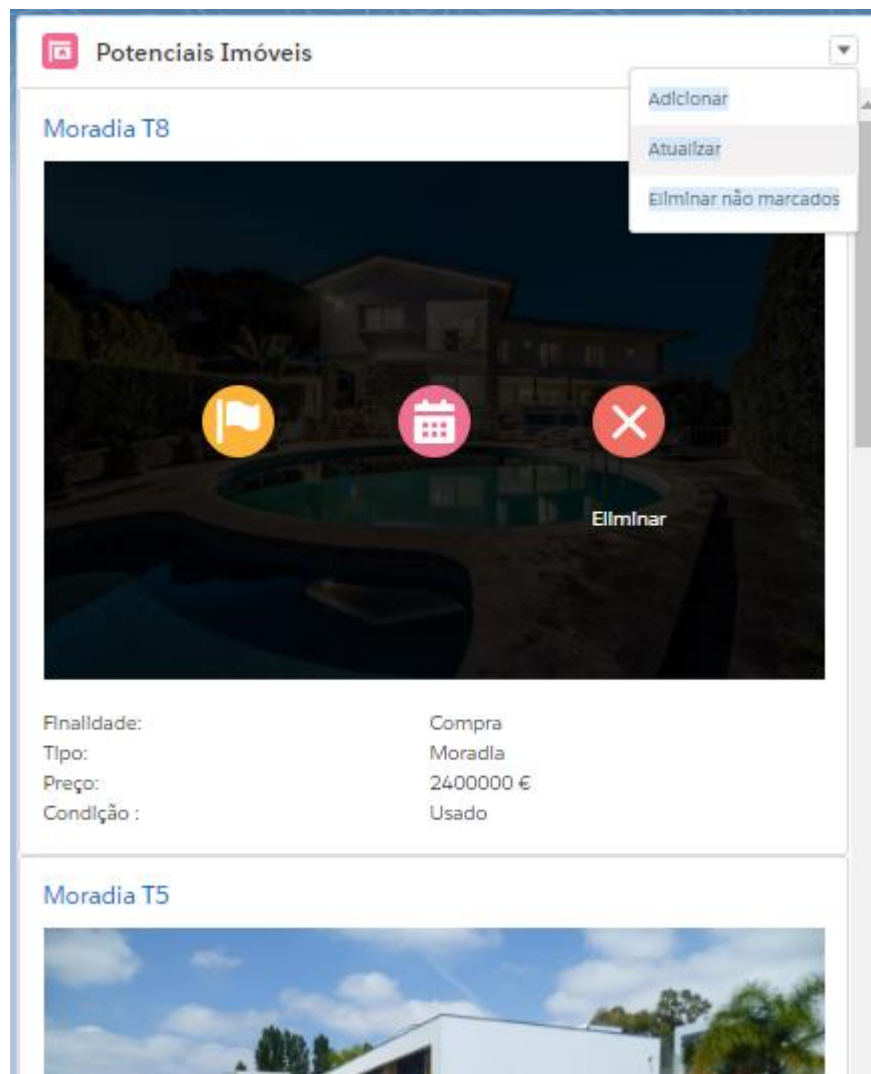 Potenciais Imóveis
Adicionar
Moradia T8
Atualizar
Eliminar não marcados
Eliminar
Finalidade: Compra
Tipo: Moradia
Preço: 2400000 €
Condição : Usado
Moradia T5